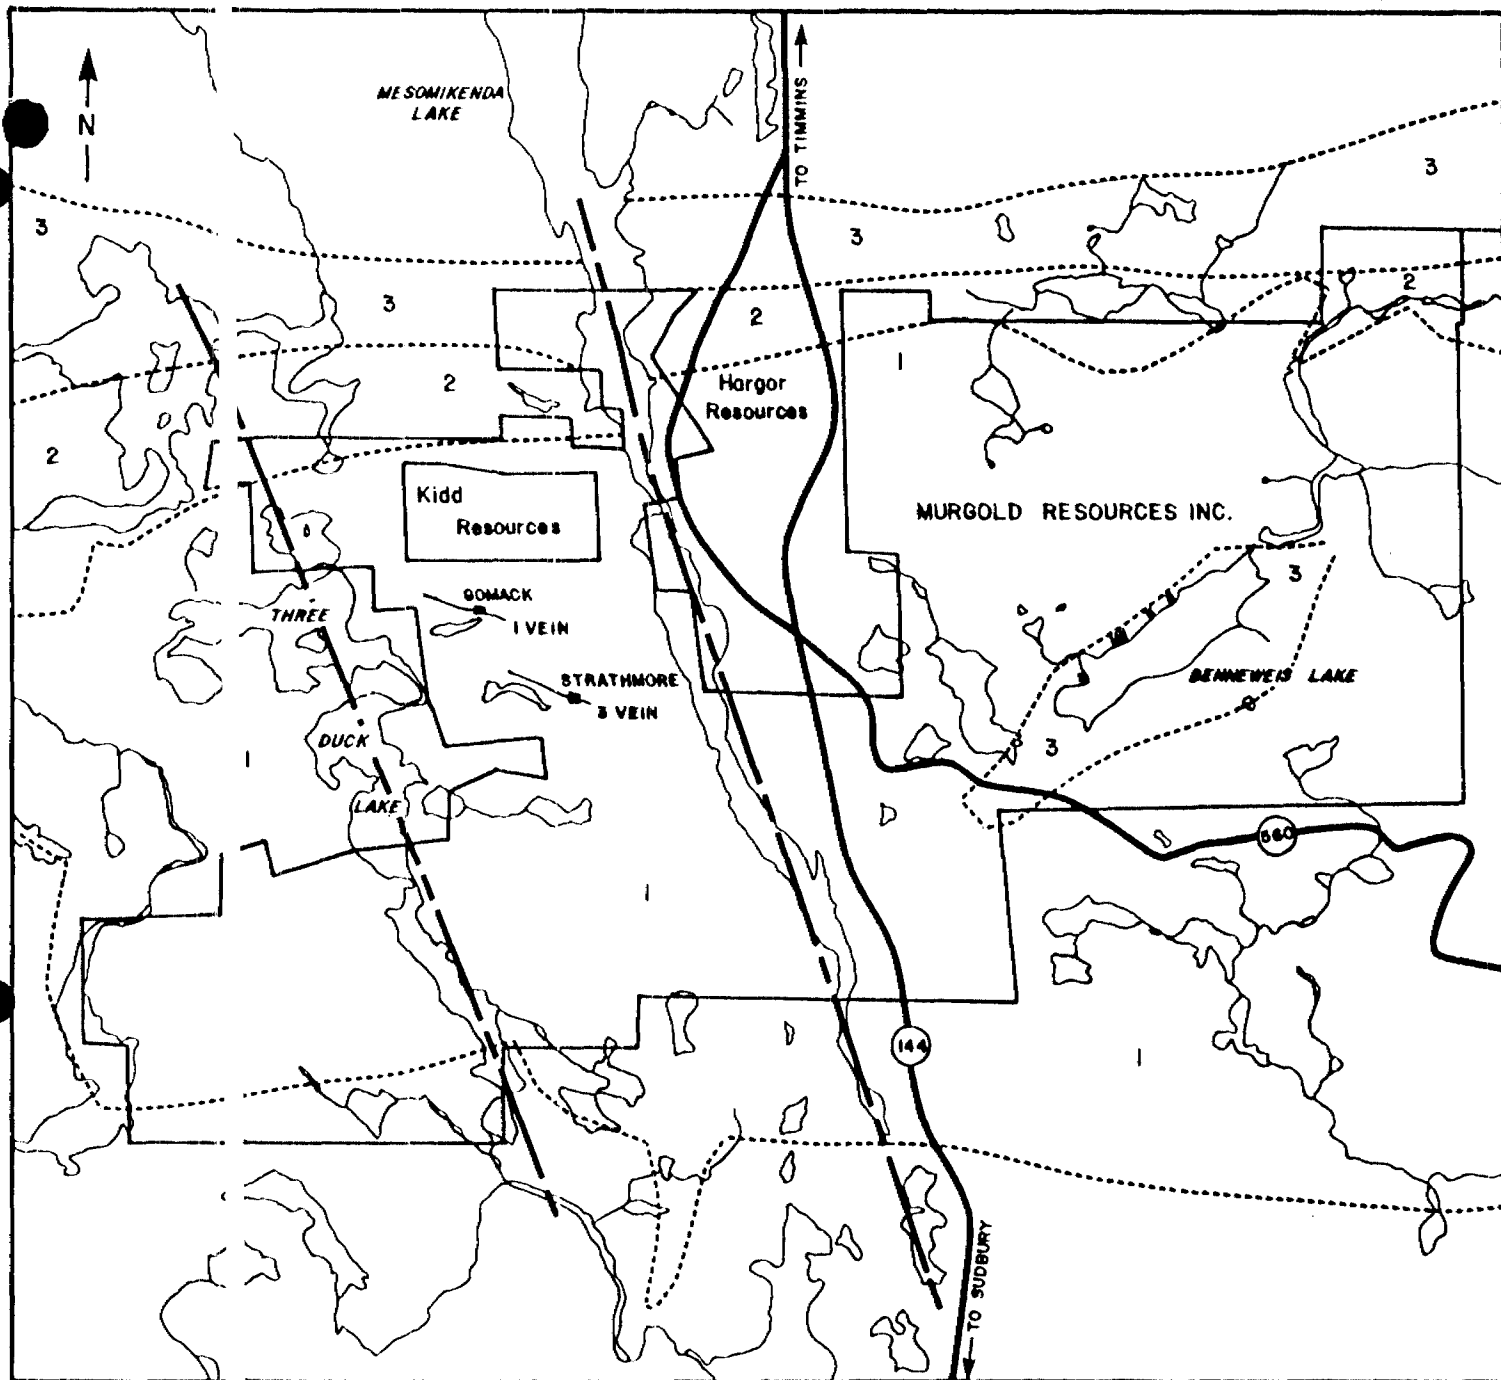 N
MESOMIKENDA
LAKE
TO TIMMINS
3
3
3
3
2
2
1
2
2
Hargor
Resources
Kidd
Resources
MURGOLD RESOURCES INC.
GOMACK
1 VEIN
THREE
3
STRATHMORE
3 VEIN
BENNEWEIS LAKE
DUCK
3
1
LAKE
560
1
144
1
TO SUDBURY